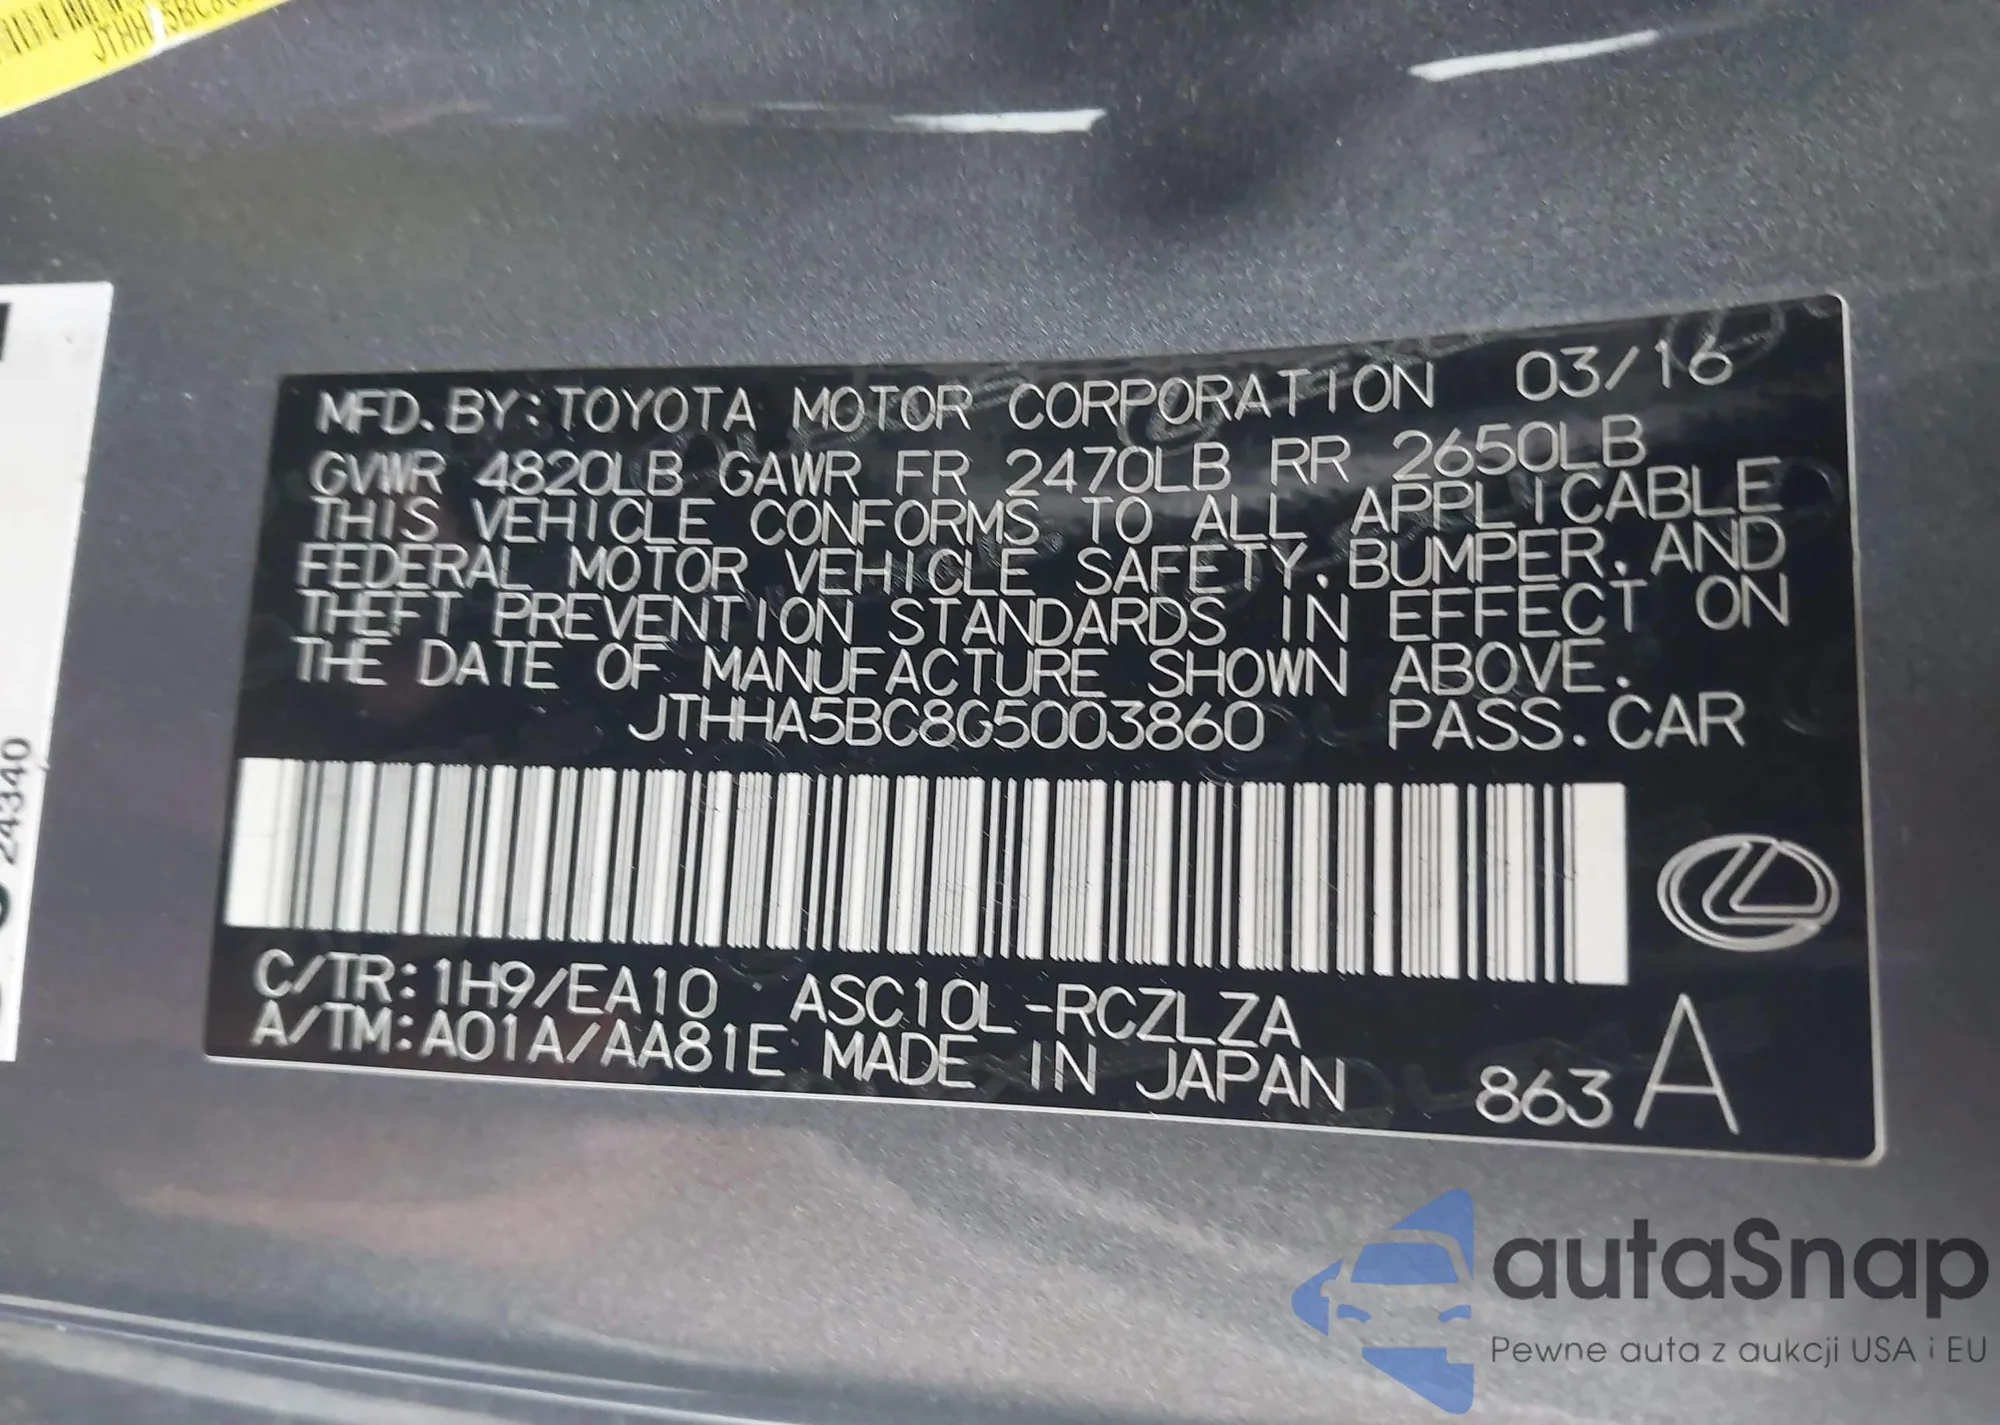 JTHH SBC8G
MFD. BY: TOYOTA MOTOR CORPORATION 03/16
GVWR 4820LB GAWR FR 2470LB RR 2650LB
THIS VEHICLE CONFORMS TO ALL APPLICABLE
FEDERAL MOTOR VEHICLE SAFETY, BUMPER, AND
THEFT PREVENTION STANDARDS IN EFFECT ON
THE DATE OF MANUFACTURE SHOWN ABOVE.
JTHHA5BC8G5003860 PASS. CAR
C/TR: 1H9/EA10 ASC10L-RCZLZA
A/TM: A01A/AA81E MADE IN JAPAN 863 A
24340
autaSnap
Pewne auta z aukcji USA i EU